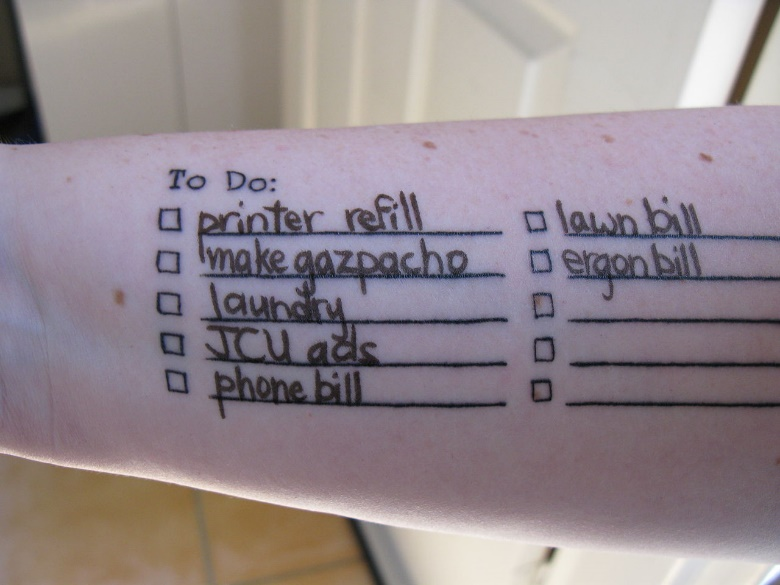 To Do:
printer refill
make gazpacho
laundry
JCU ads
phone bill
lawn bill
ergon bill